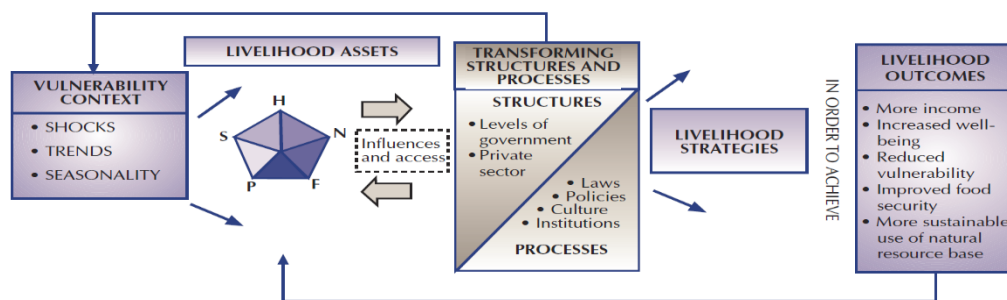 VULNERABILITY
CONTEXT
• SHOCKS
• TRENDS
• SEASONALITY
LIVELIHOOD ASSETS
H
S
N
P
F
Influences
and access
TRANSFORMING
STRUCTURES AND
PROCESSES
STRUCTURES
• Levels of
government
• Private
sector
• Laws
• Policies
• Culture
• Institutions
PROCESSES
LIVELIHOOD
STRATEGIES
IN ORDER TO ACHIEVE
LIVELIHOOD
OUTCOMES
• More income
• Increased well-
being
• Reduced
vulnerability
• Improved food
security
• More sustainable
use of natural
resource base